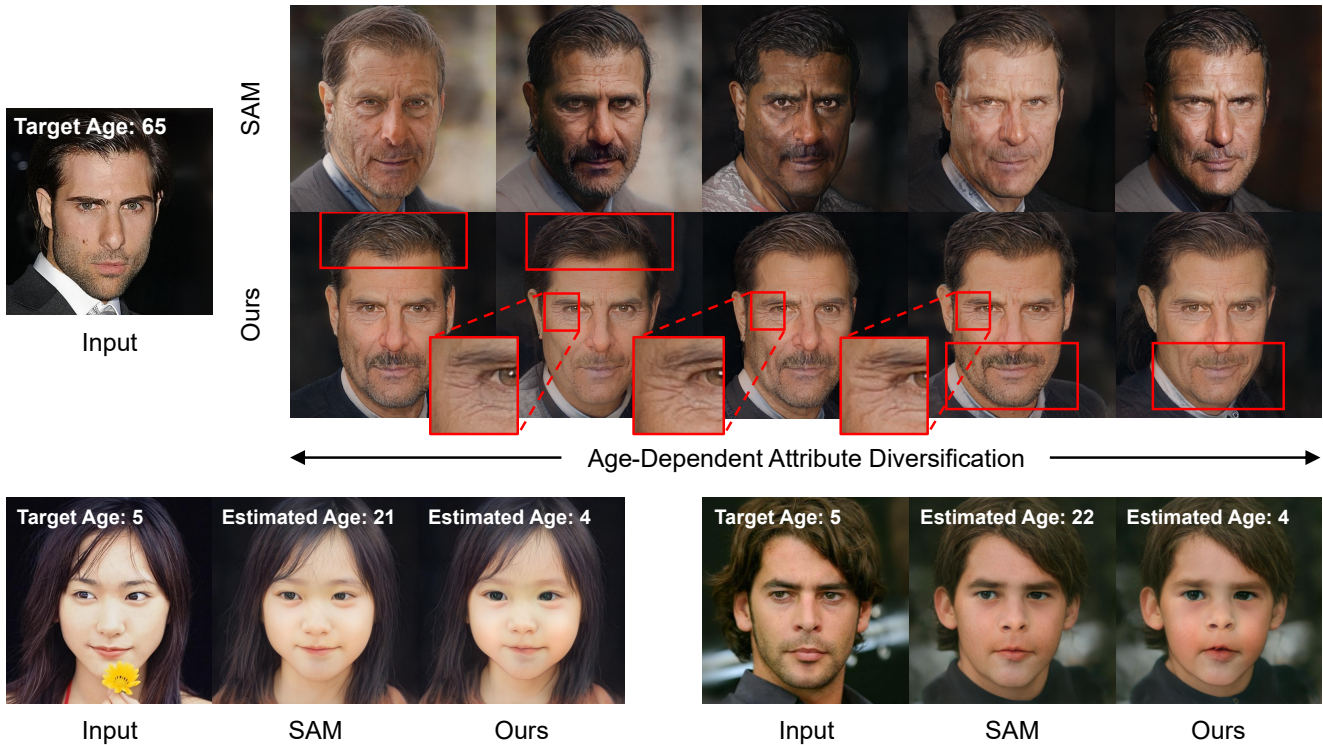 Target Age: 65
Input
SAM
Ours
Age-Dependent Attribute Diversification
Target Age: 5
Estimated Age: 21
Estimated Age: 4
Input
SAM
Ours
Target Age: 5
Estimated Age: 22
Estimated Age: 4
Input
SAM
Ours